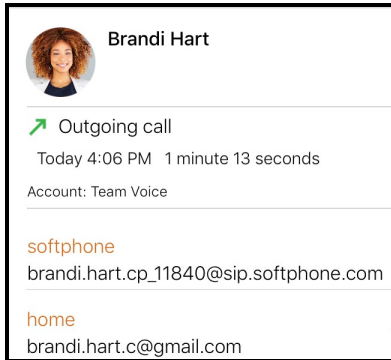 Brandi Hart
Outgoing call
Today 4:06 PM 1 minute 13 seconds
Account: Team Voice
softphone
brandi.hart.cp_11840@sip.softphone.com
home
brandi.hart.c@gmail.com